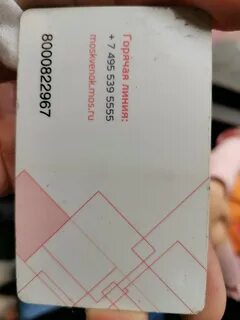 Горячая линия:
+ 7 495 539 5555
moskvenok.mos.ru
8000822967